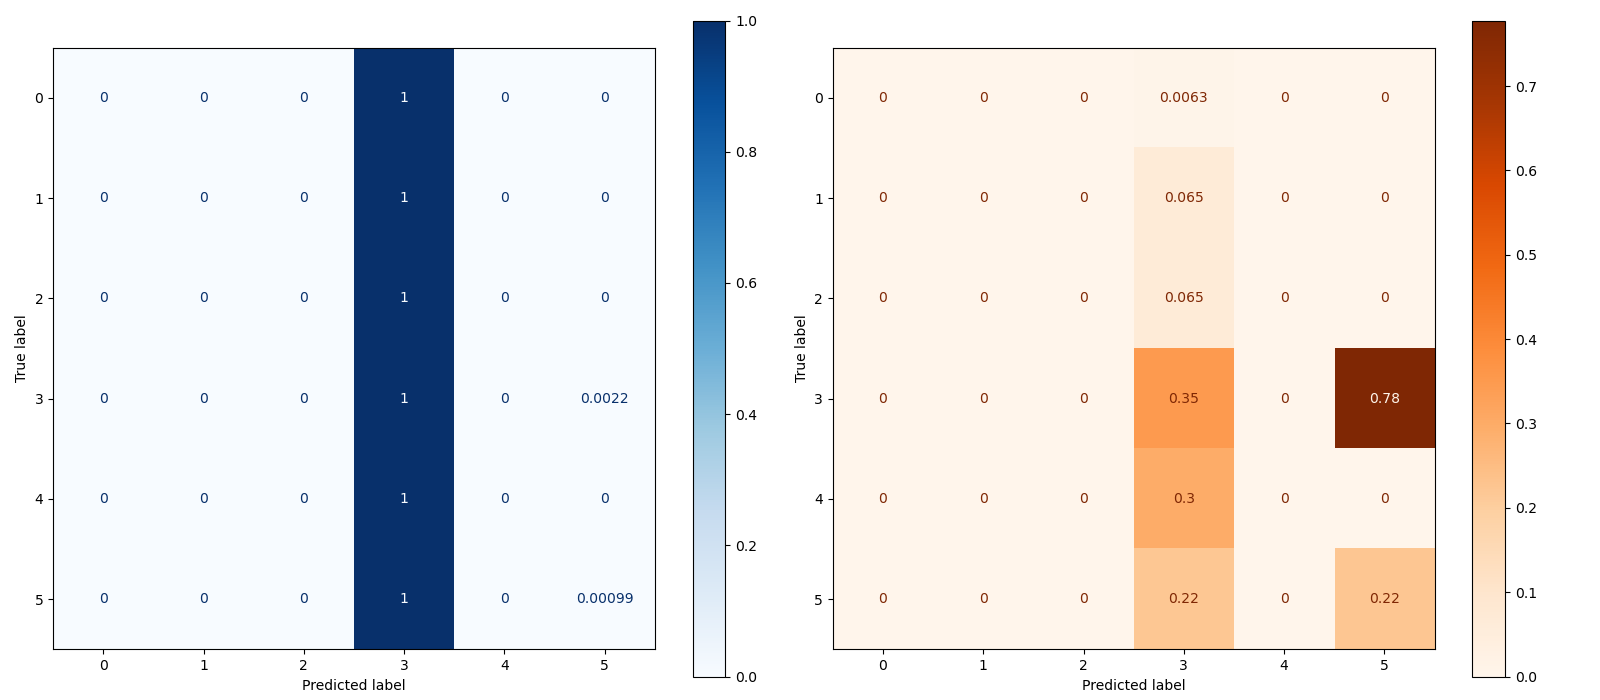 1.0
0 0 0 0 1 0 0
1 0 0 0 1 0 0
0.8
2 0 0 0 1 0 0
0.6
3 0 0 0 1 0 0.0022
0.4
4 0 0 0 1 0 0
0.2
5 0 0 0 1 0 0.00099
0.0
0 1 2 3 4 5
True label
Predicted label
0 0 0 0 0.0063 0 0
0.7
1 0 0 0 0.065 0 0
0.6
0.5
2 0 0 0 0.065 0 0
0.4
3 0 0 0 0.35 0 0.78
0.3
4 0 0 0 0.3 0 0
0.2
5 0 0 0 0.22 0 0.22
0.1
0.0
0 1 2 3 4 5
True label
Predicted label